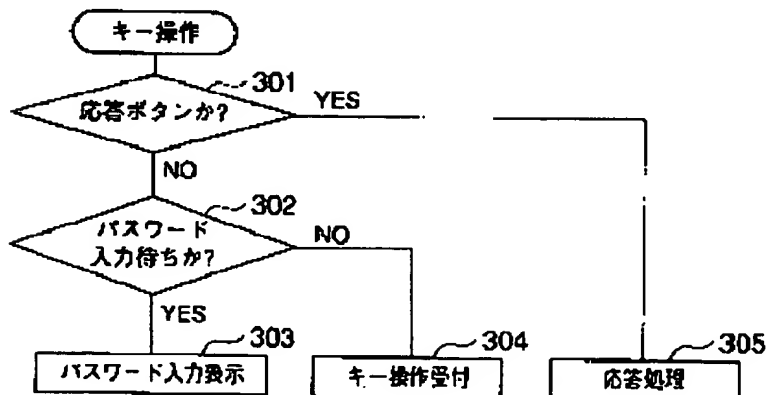 キー操作
301
応答ボタンか?
YES
NO
302
パスワード
入力待ちか?
NO
YES
303
304
305
パスワード入力表示
キー操作受付
応答処理